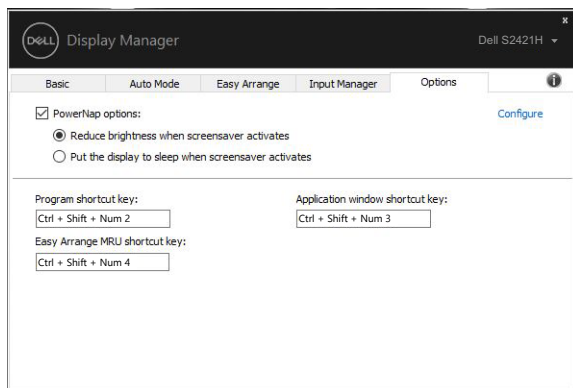 x
DELL Display Manager
Dell S2421H
Basic Auto Mode Easy Arrange Input Manager Options
PowerNap options: Configure
Reduce brightness when screensaver activates
Put the display to sleep when screensaver activates
Program shortcut key: Application window shortcut key:
Ctrl + Shift + Num 2 Ctrl + Shift + Num 3
Easy Arrange MRU shortcut key:
Ctrl + Shift + Num 4